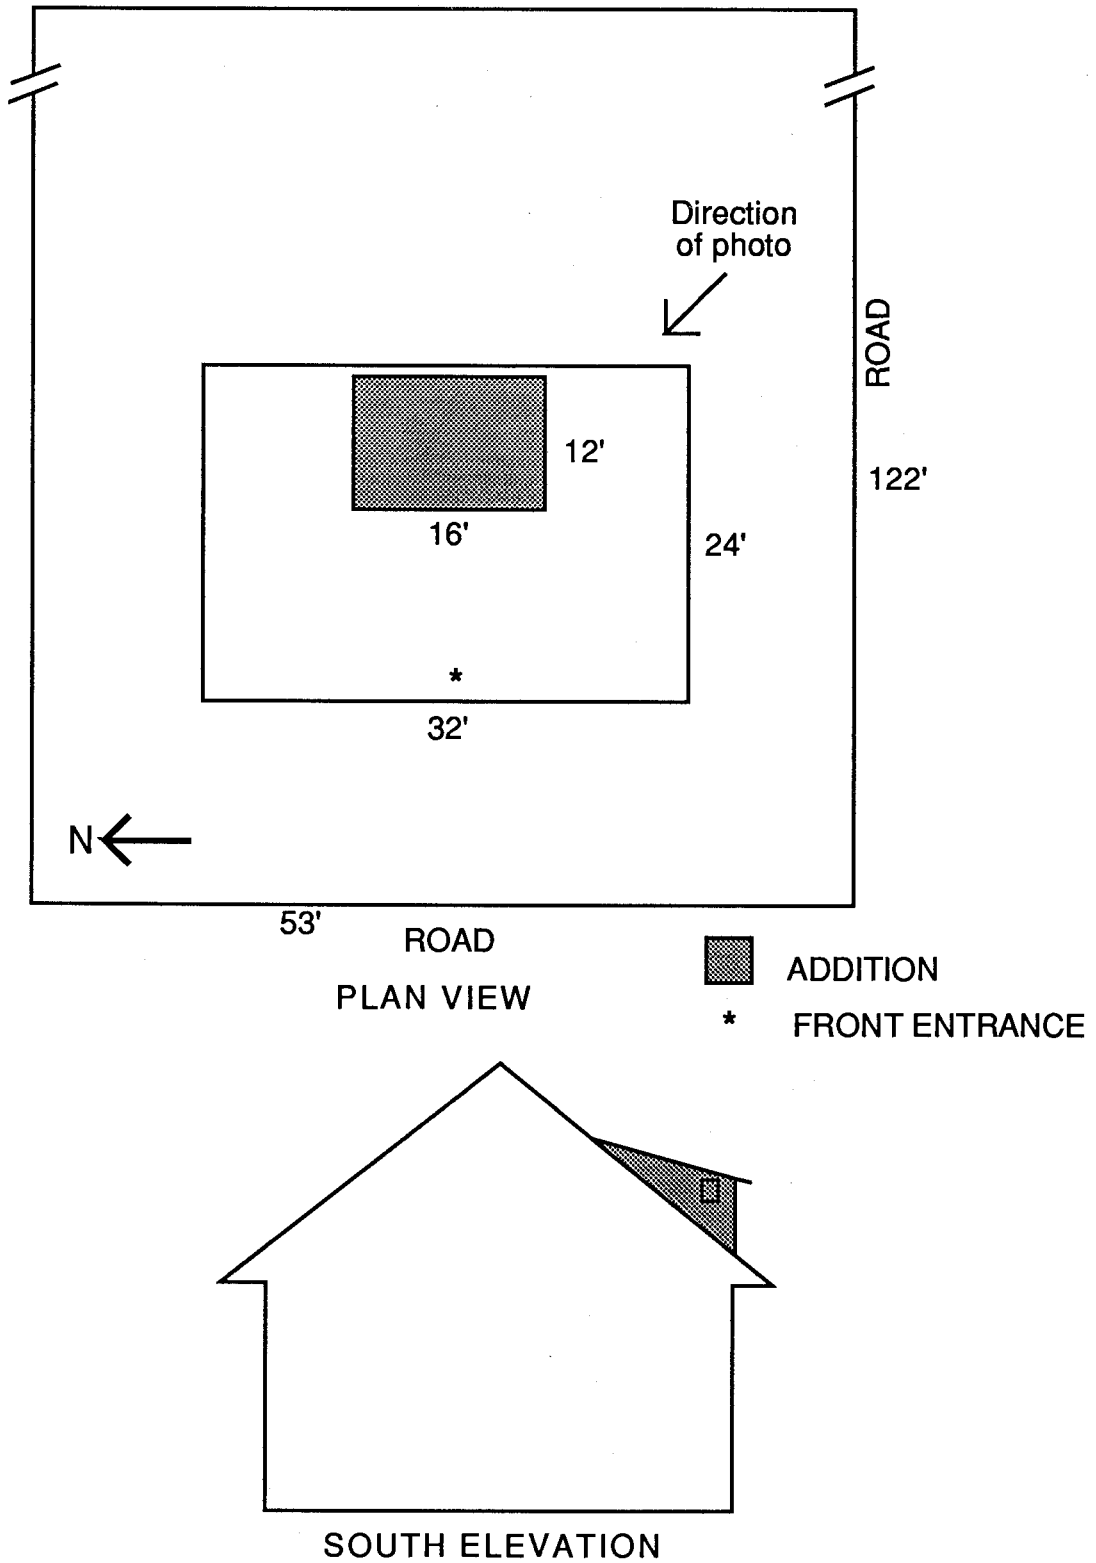 Direction
of photo
ROAD
12'
122'
16'
24'
*
32'
N
53'
ROAD
ADDITION
PLAN VIEW
* FRONT ENTRANCE
SOUTH ELEVATION